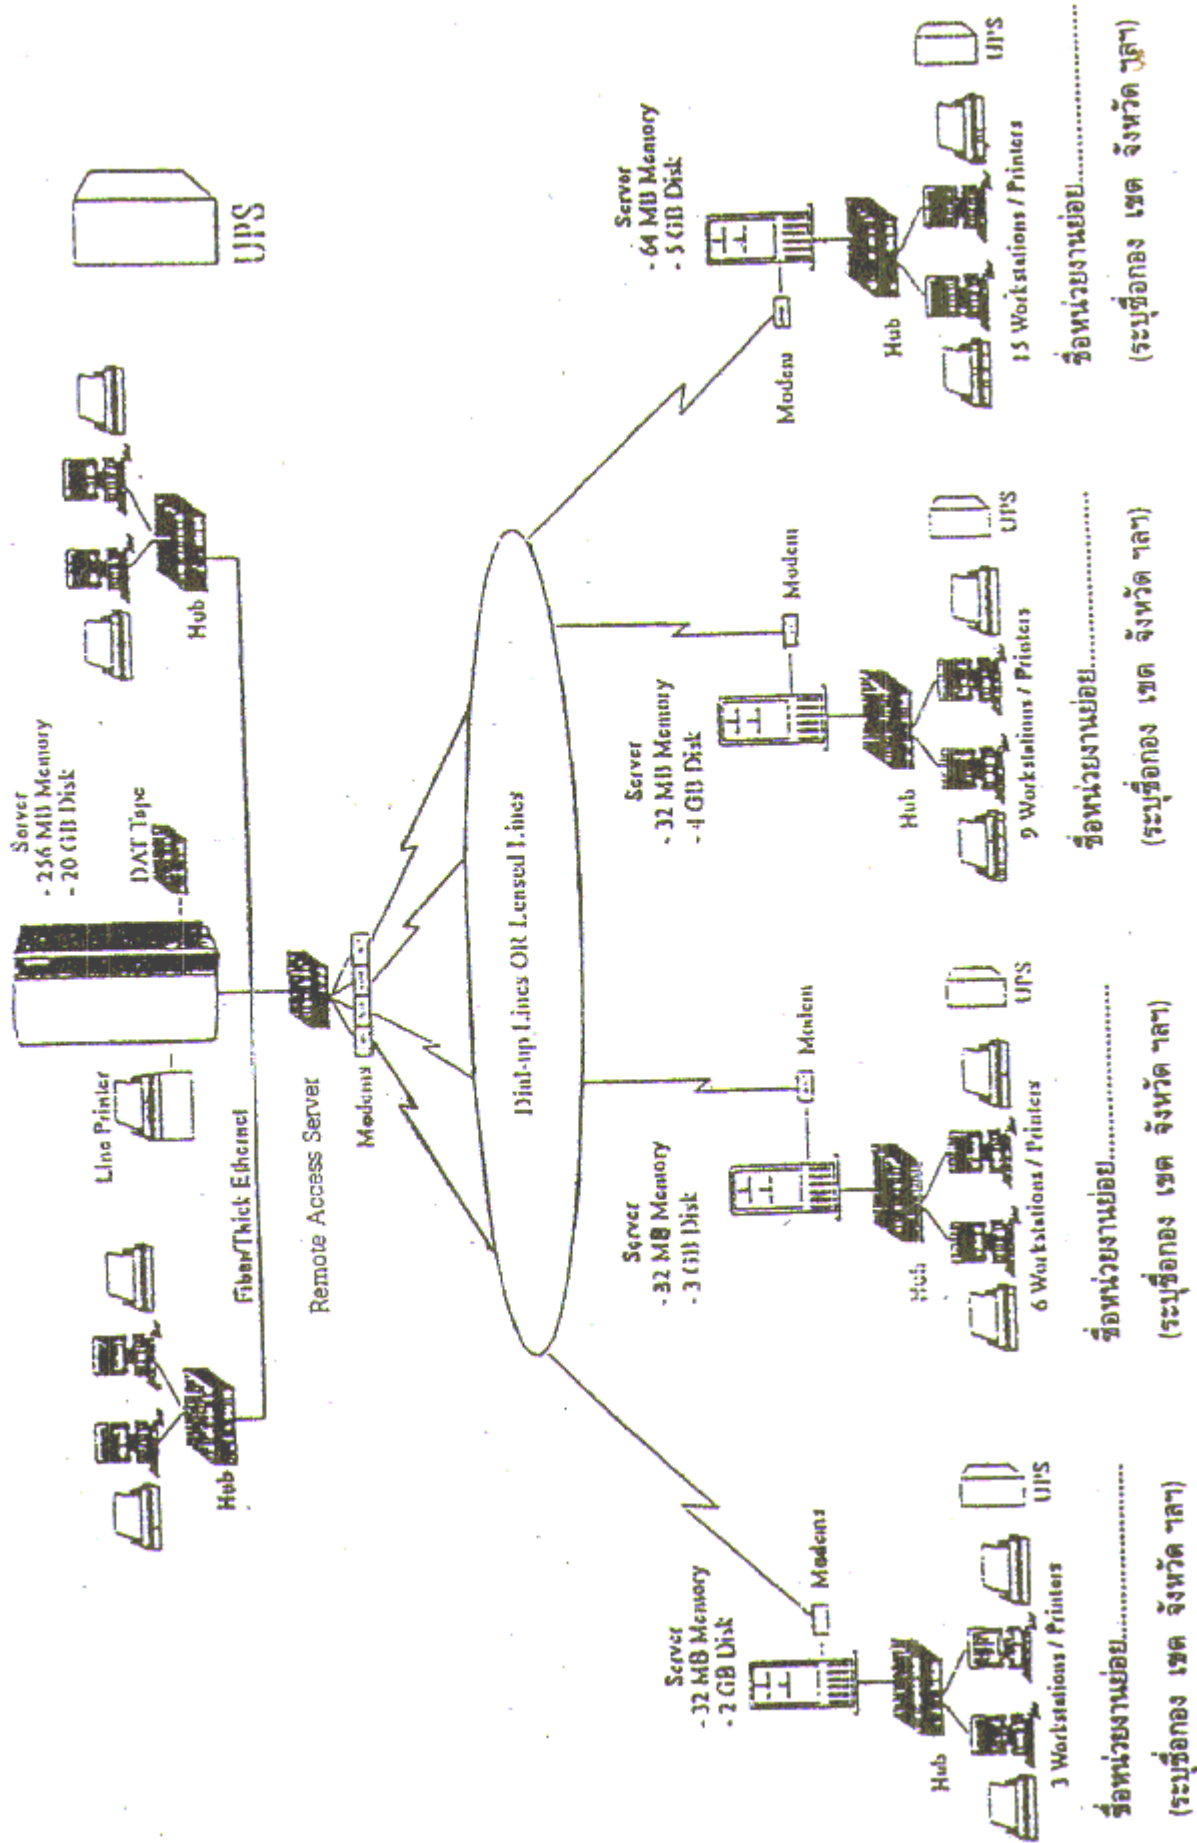 Server
- 256 MB Memory
- 20 GB Disk
Line Printer
DAT Tape
UPS
Hub
Hub
Fiber/Thick Ethernet
Remote Access Server
Modems
Dial-up Lines OR Leased Lines
Server
- 32 MB Memory
- 2 GB Disk
Modems
Hub
UPS
3 Workstations / Printers
ชื่อหน่วยงานย่อย..............................
(ระบุชื่อกอง เขต จังหวัด ฯลฯ)
Server
- 32 MB Memory
- 3 GB Disk
Modem
Hub
UPS
6 Workstations / Printers
ชื่อหน่วยงานย่อย..............................
(ระบุชื่อกอง เขต จังหวัด ฯลฯ)
Server
- 32 MB Memory
- 4 GB Disk
Modem
Hub
UPS
9 Workstations / Printers
ชื่อหน่วยงานย่อย..............................
(ระบุชื่อกอง เขต จังหวัด ฯลฯ)
Server
- 64 MB Memory
- 5 GB Disk
Modem
Hub
UPS
15 Workstations / Printers
ชื่อหน่วยงานย่อย..............................
(ระบุชื่อกอง เขต จังหวัด ฯลฯ)